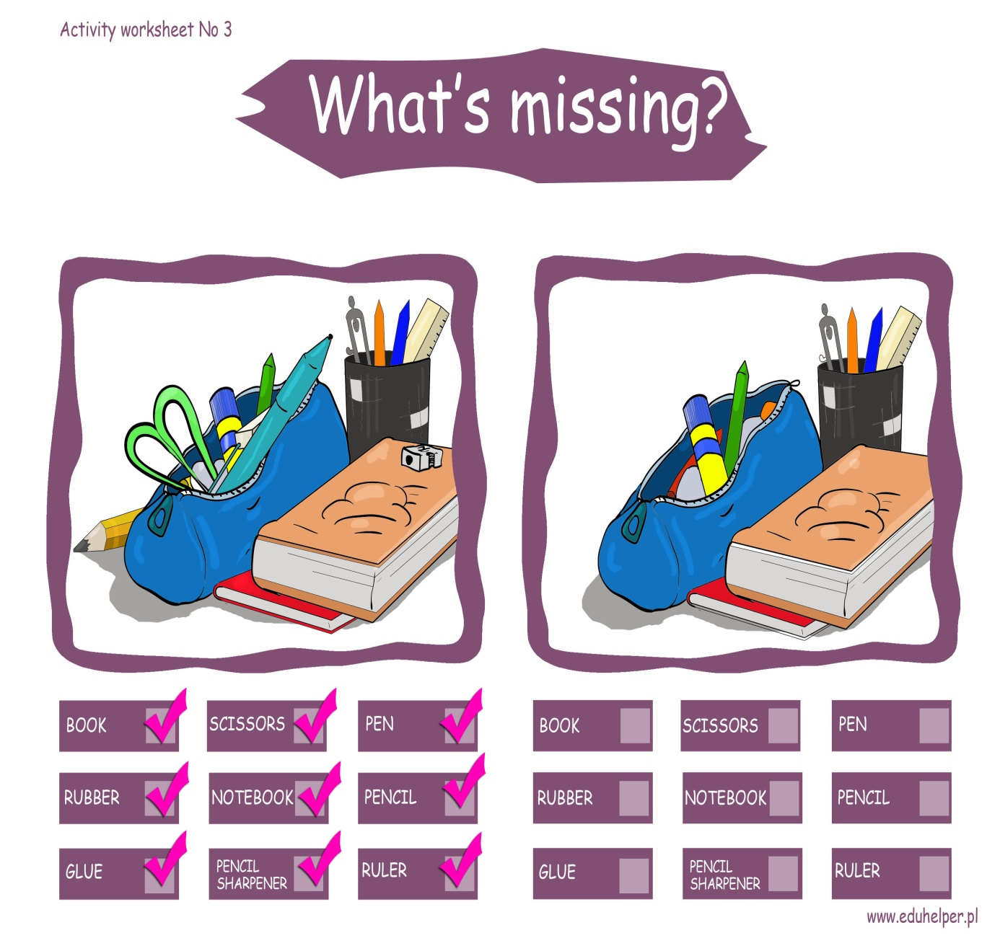 Activity worksheet No 3
What's missing?
BOOK
SCISSORS
PEN
RUBBER
NOTEBOOK
PENCIL
GLUE
PENCIL
SHARPENER
RULER
BOOK
SCISSORS
PEN
RUBBER
NOTEBOOK
PENCIL
GLUE
PENCIL
SHARPENER
RULER
www.eduhelper.pl